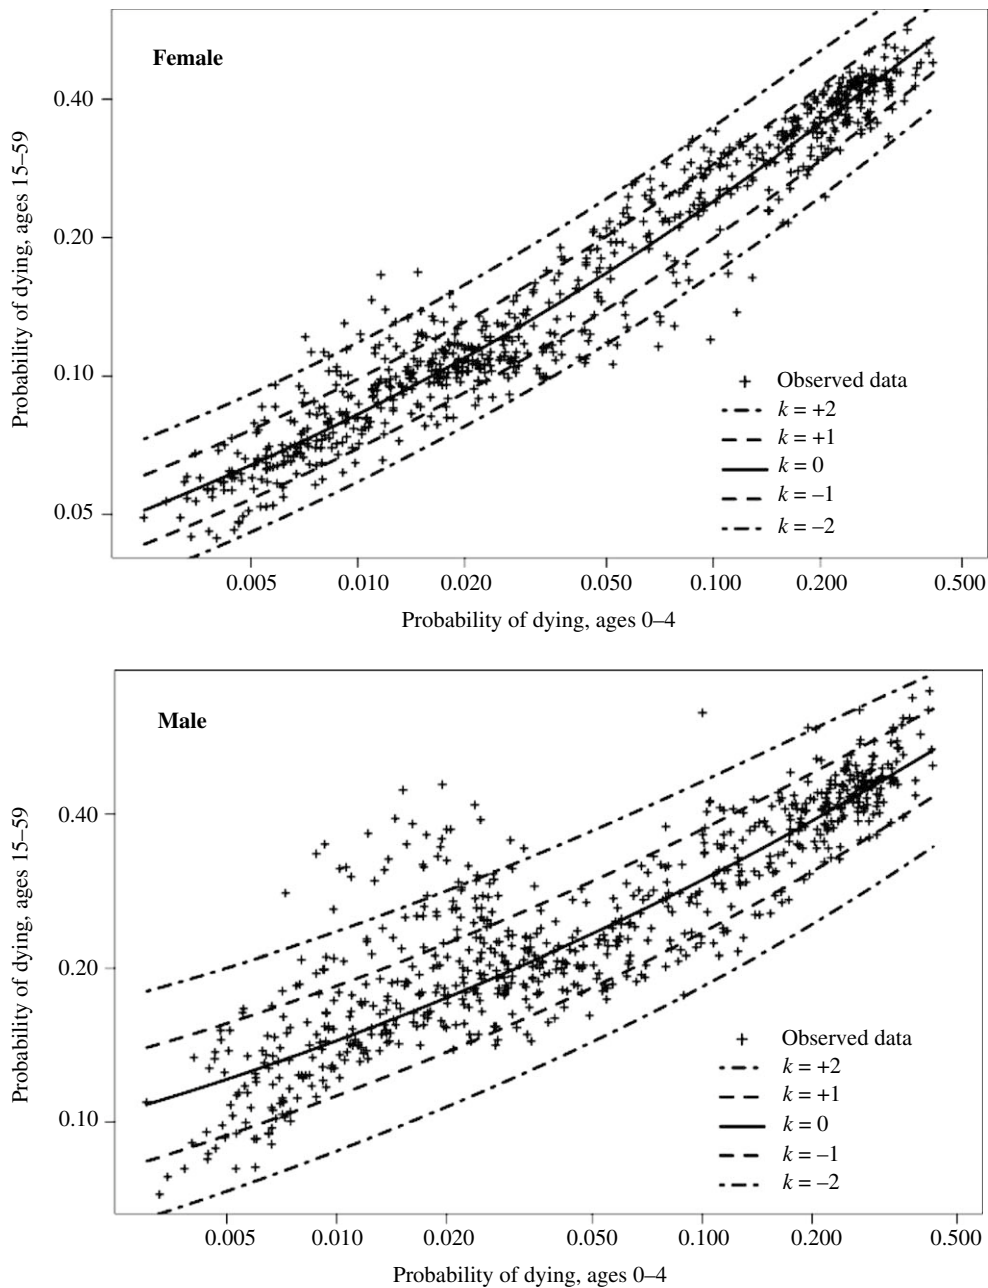 Female
Probability of dying, ages 15–59
0.40
0.20
0.10
0.05
Observed data
k = +2
k = +1
k = 0
k = –1
k = –2
0.005 0.010 0.020 0.050 0.100 0.200 0.500
Probability of dying, ages 0–4
Male
Probability of dying, ages 15–59
0.40
0.20
0.10
Observed data
k = +2
k = +1
k = 0
k = –1
k = –2
0.005 0.010 0.020 0.050 0.100 0.200 0.500
Probability of dying, ages 0–4